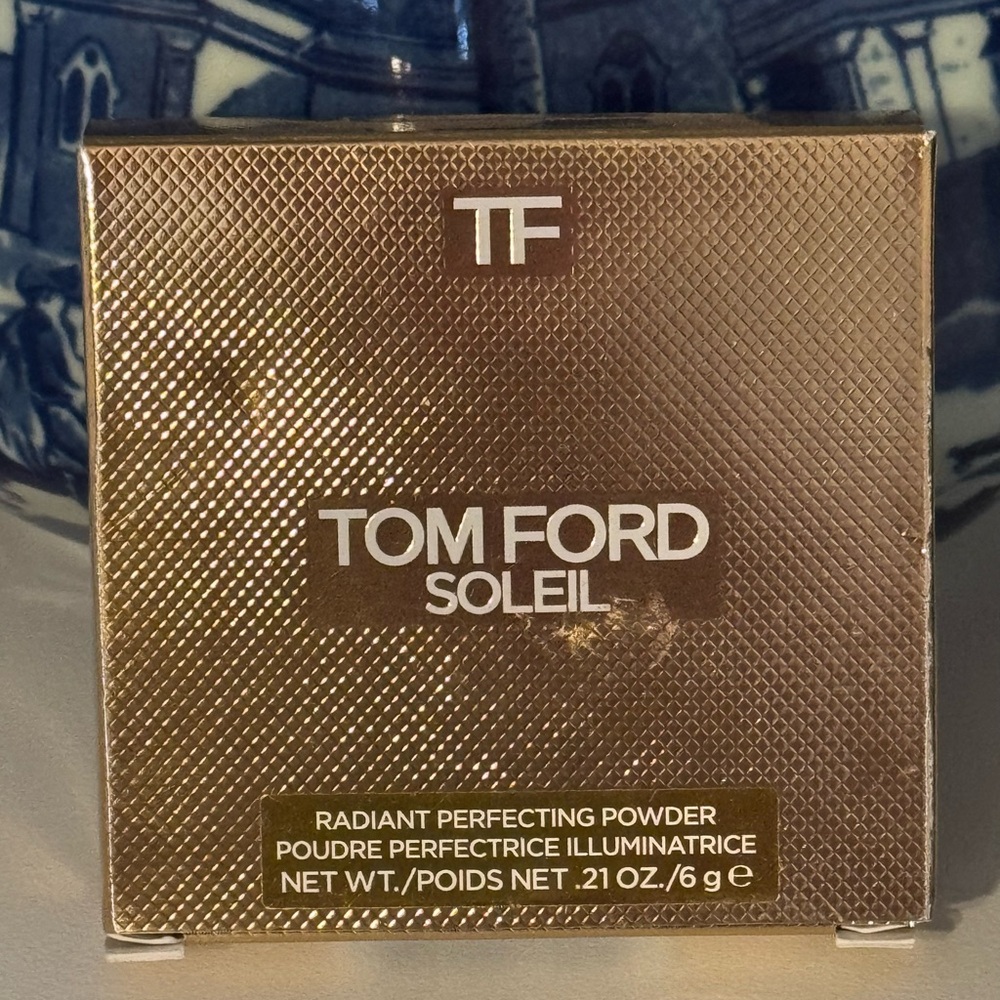 TF
TOM FORD
SOLEIL
RADIANT PERFECTING POWDER
POUDRE PERFECTRICE ILLUMINATRICE
NET WT./POIDS NET .21 OZ./6 g ℮